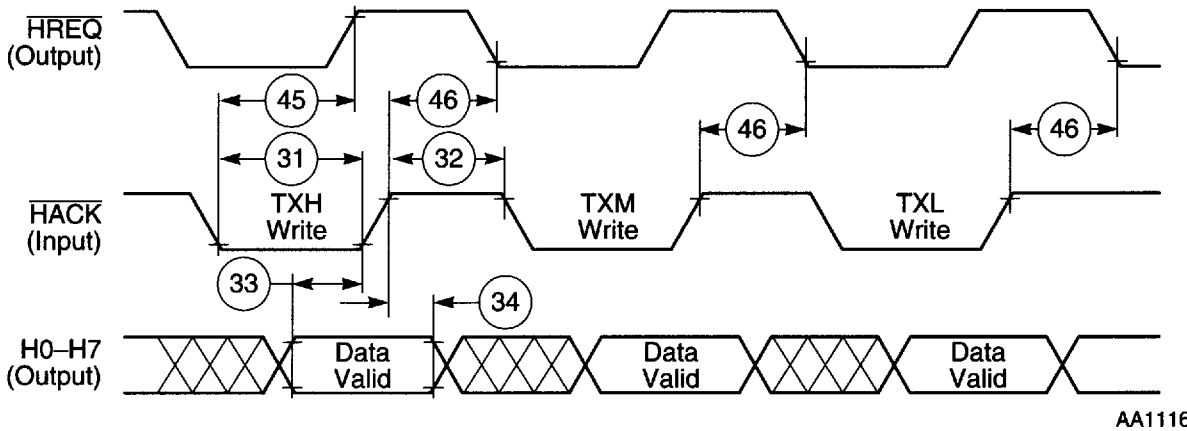 HREQ
(Output)
45
46
46
46
31
32
HACK
(Input)
TXH
Write
TXM
Write
TXL
Write
33
34
H0–H7
(Output)
Data
Valid
Data
Valid
Data
Valid
AA1116